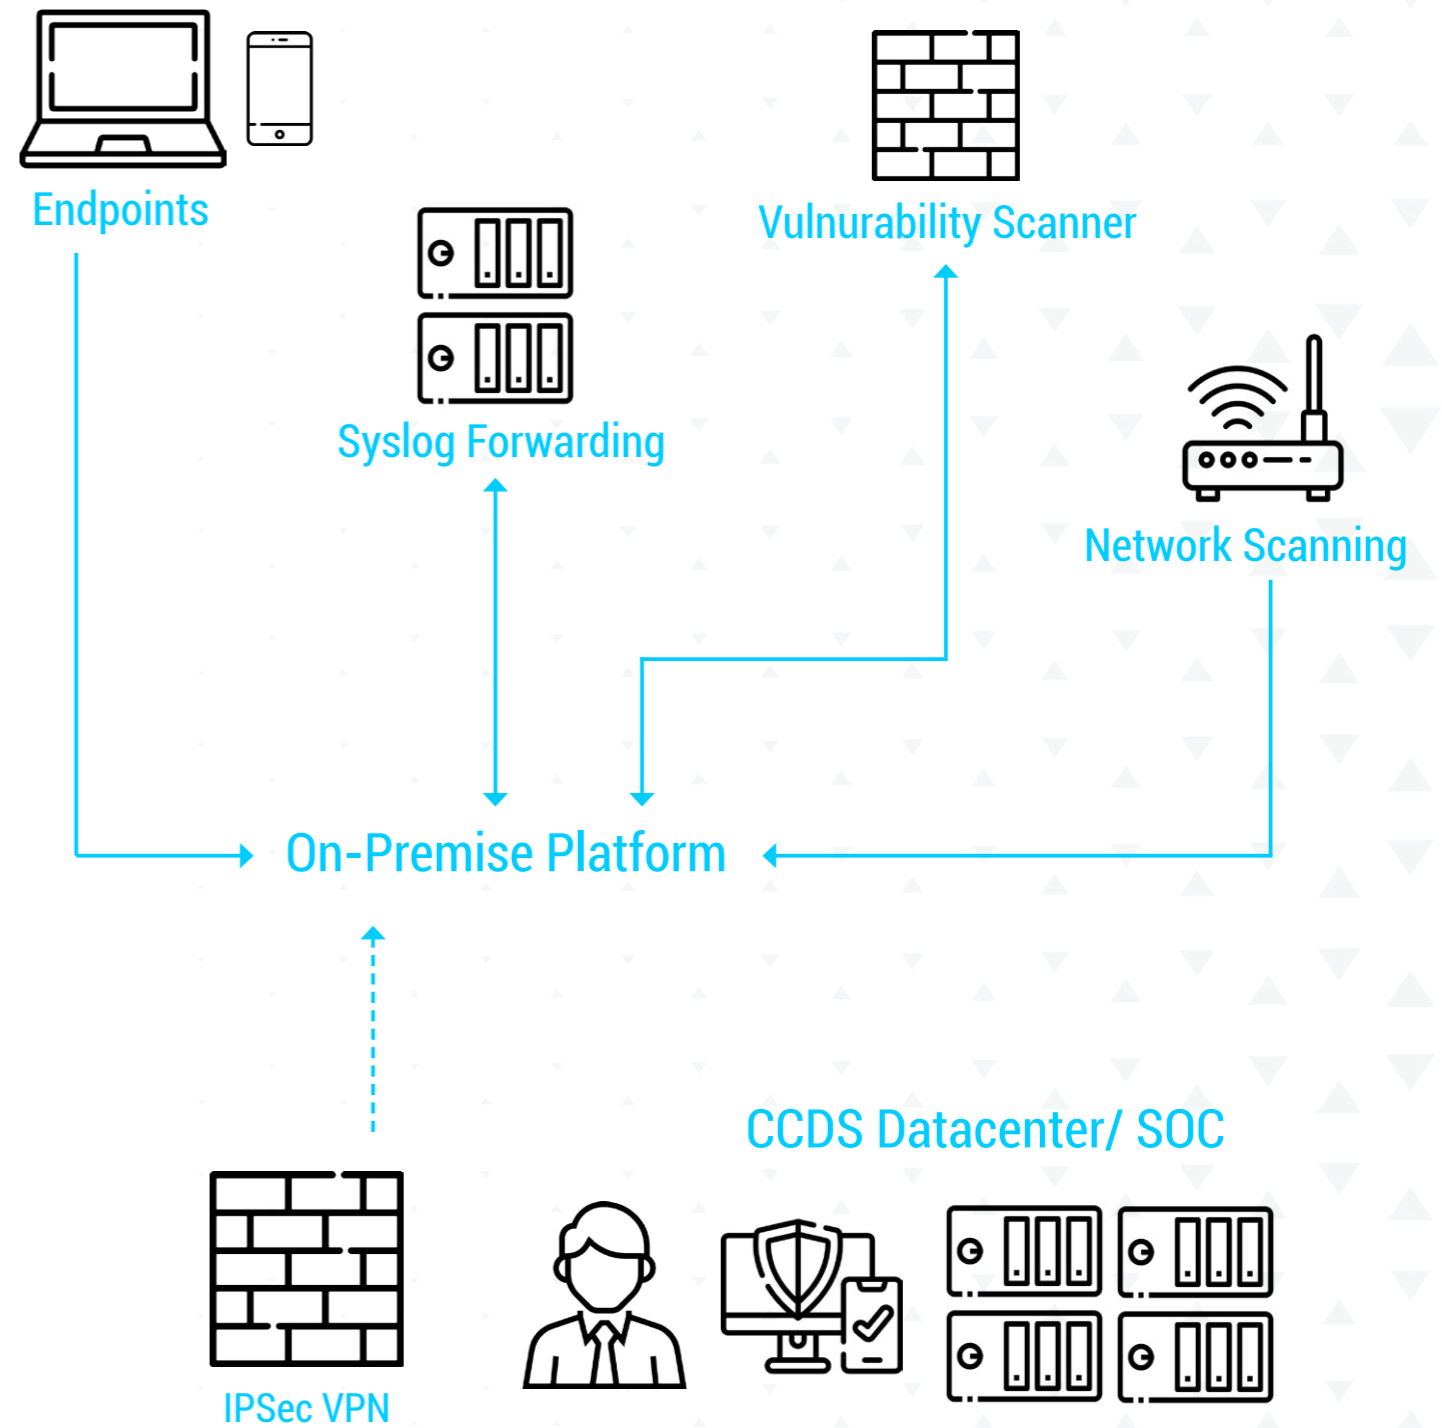 Endpoints
Vulnurability Scanner
Syslog Forwarding
Network Scanning
On-Premise Platform
CCDS Datacenter/ SOC
IPSec VPN